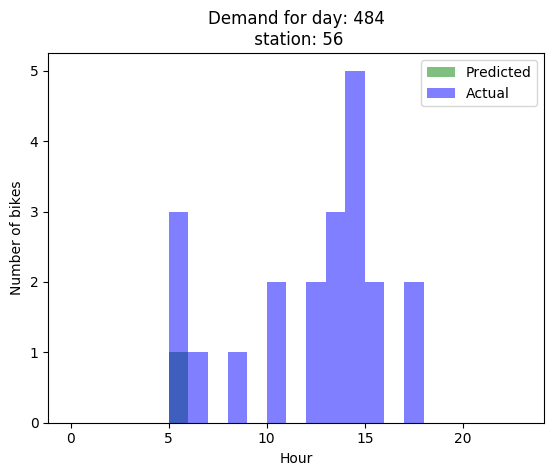 Demand for day: 484
station: 56
Predicted
Actual
5
4
3
2
1
0
Number of bikes
0 5 10 15 20
Hour